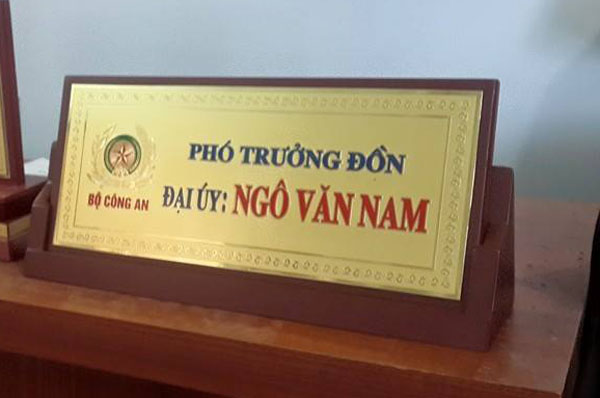 PHÓ TRƯỞNG ĐỒN
BỘ CÔNG AN
ĐẠI ÚY: NGÔ VĂN NAM